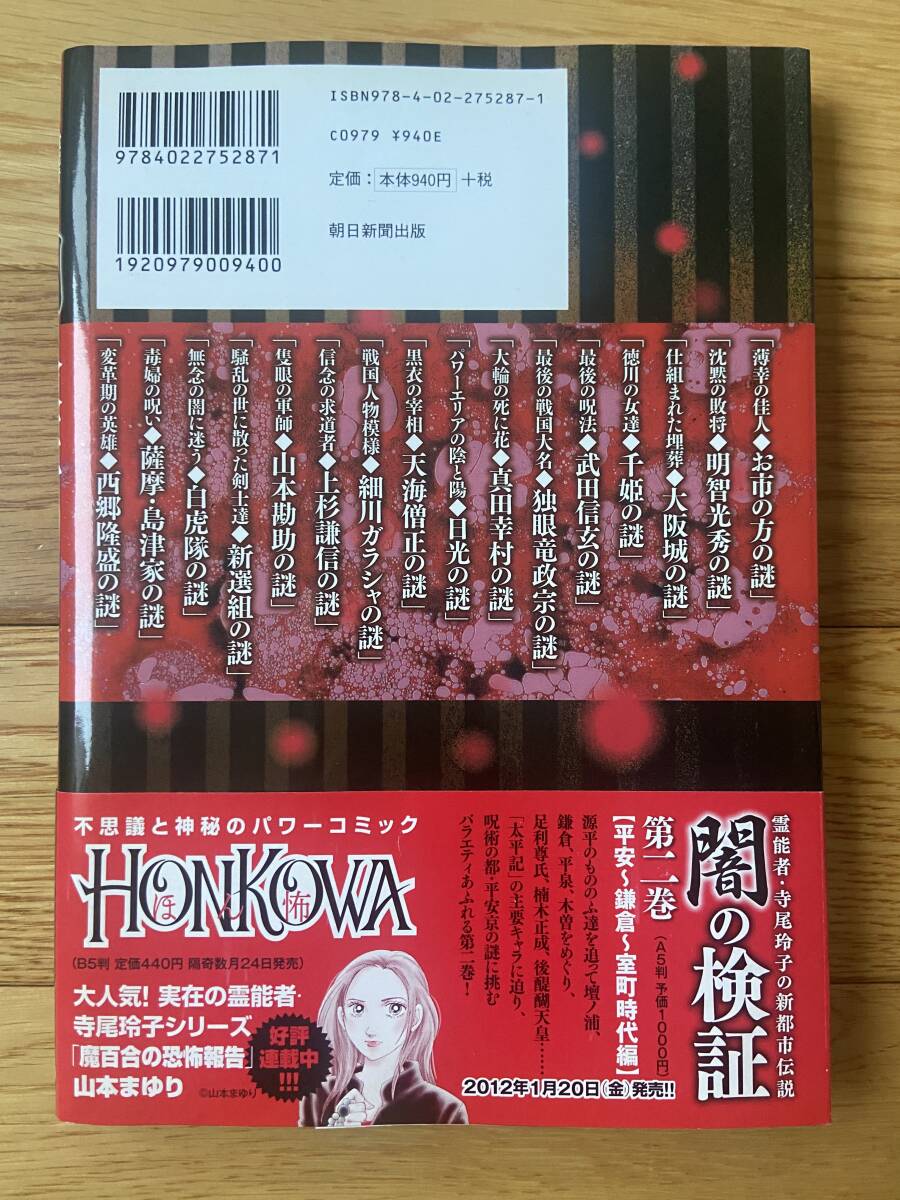 ISBN978-4-02-275287-1
C0979 ¥940E
定価：本体940円＋税
朝日新聞出版
9784022752871
1920979009400
「薄幸の佳人◆お市の方の謎」
「沈黙の敗将◆明智光秀の謎」
「仕組まれた埋葬◆大阪城の謎」
「徳川の女達◆千姫の謎」
「最後の呪法◆武田信玄の謎」
「最後の戦国大名◆独眼竜政宗の謎」
「大輪の死に花◆真田幸村の謎」
「パワーエリアの陰と陽◆日光の謎」
「黒衣の宰相◆天海僧正の謎」
「戦国人物模様◆細川ガラシャの謎」
「信念の求道者◆上杉謙信の謎」
「隻眼の軍師◆山本勘助の謎」
「騒乱の世に散った剣士達◆新選組の謎」
「無念の闇に迷う◆白虎隊の謎」
「毒婦の呪い◆薩摩・島津家の謎」
「変革期の英雄◆西郷隆盛の謎」
霊能者・寺尾玲子の新都市伝説
闇の検証
第二巻
（A5判 予価1000円）
【平安～鎌倉～室町時代編】
源平のもののふ達を追って壇ノ浦、
鎌倉、平泉、木曽をめぐり、
足利尊氏、楠木正成、後醍醐天皇……
「太平記」の主要キャラに迫り、
呪術の都・平安京の謎に挑む
バラエティあふれる第二巻！
2012年1月20日（金）発売!!
不思議と神秘のパワーコミック
HONKOWA
ほん怖
（B5判 定価440円 隔奇数月24日発売）
大人気！実在の霊能者・
寺尾玲子シリーズ
「魔百合の恐怖報告」
山本まゆり
好評
連載中
!!!
©山本まゆり